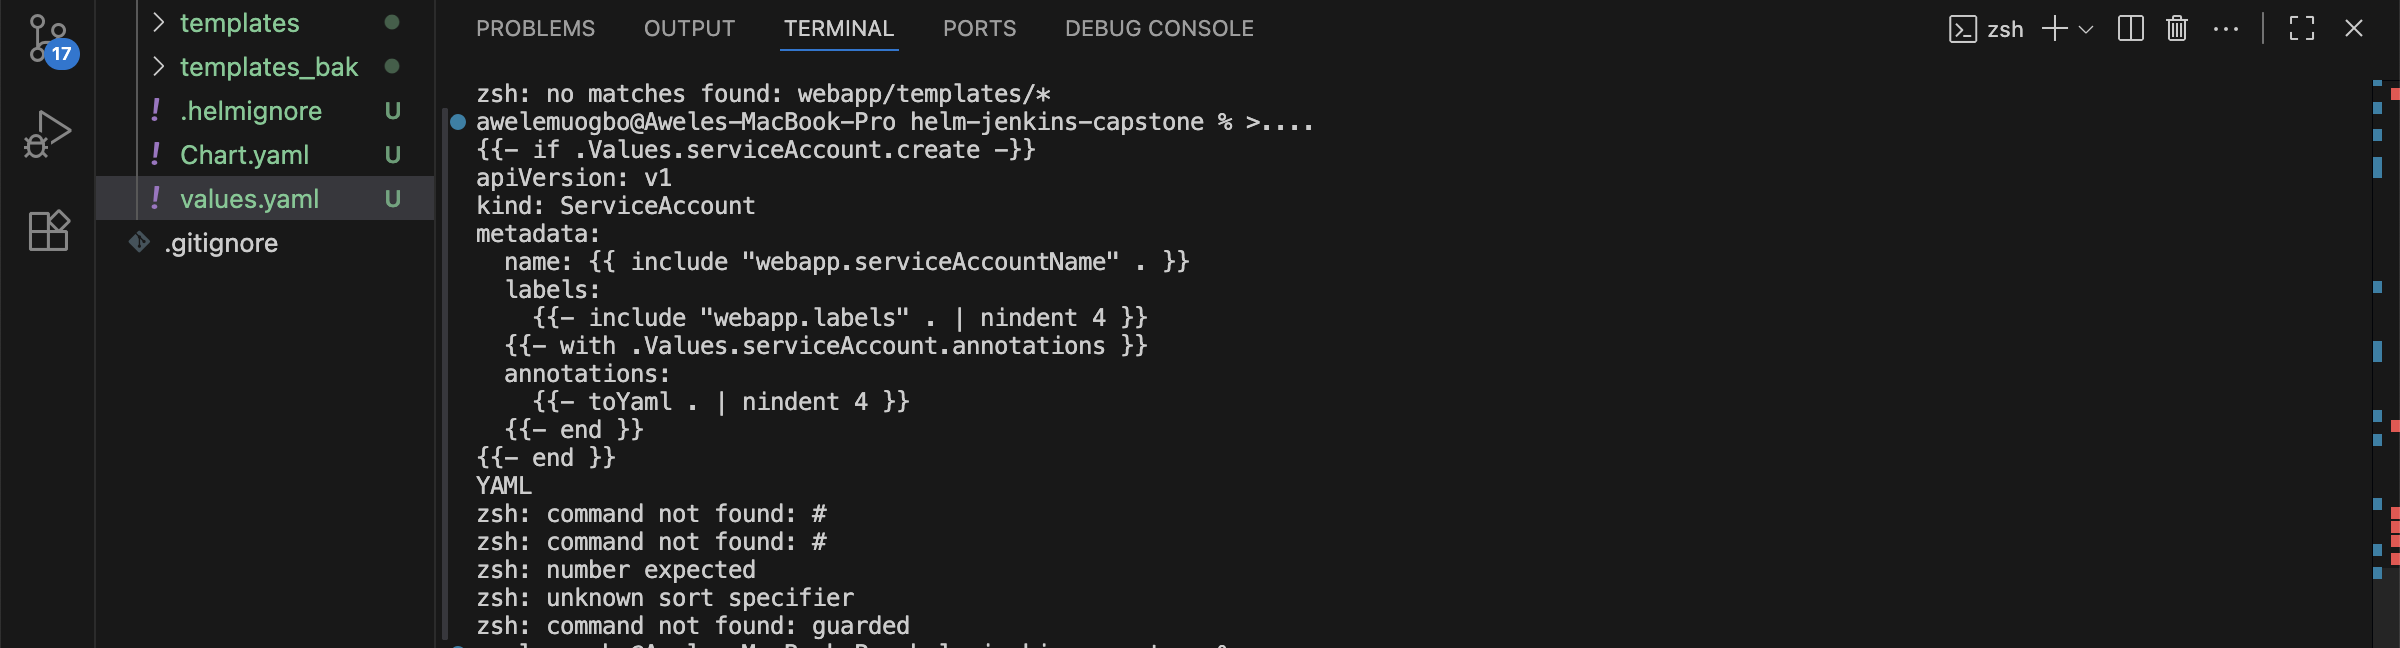 17
templates
templates_bak
! .helmignore U
! Chart.yaml U
! values.yaml U
.gitignore
PROBLEMS OUTPUT TERMINAL PORTS DEBUG CONSOLE
zsh
zsh: no matches found: webapp/templates/*
awelemuogbo@Aweles-MacBook-Pro helm-jenkins-capstone % >....
{{- if .Values.serviceAccount.create -}}
apiVersion: v1
kind: ServiceAccount
metadata:
  name: {{ include "webapp.serviceAccountName" . }}
  labels:
    {{- include "webapp.labels" . | nindent 4 }}
  {{- with .Values.serviceAccount.annotations }}
  annotations:
    {{- toYaml . | nindent 4 }}
  {{- end }}
{{- end }}
YAML
zsh: command not found: #
zsh: command not found: #
zsh: number expected
zsh: unknown sort specifier
zsh: command not found: guarded